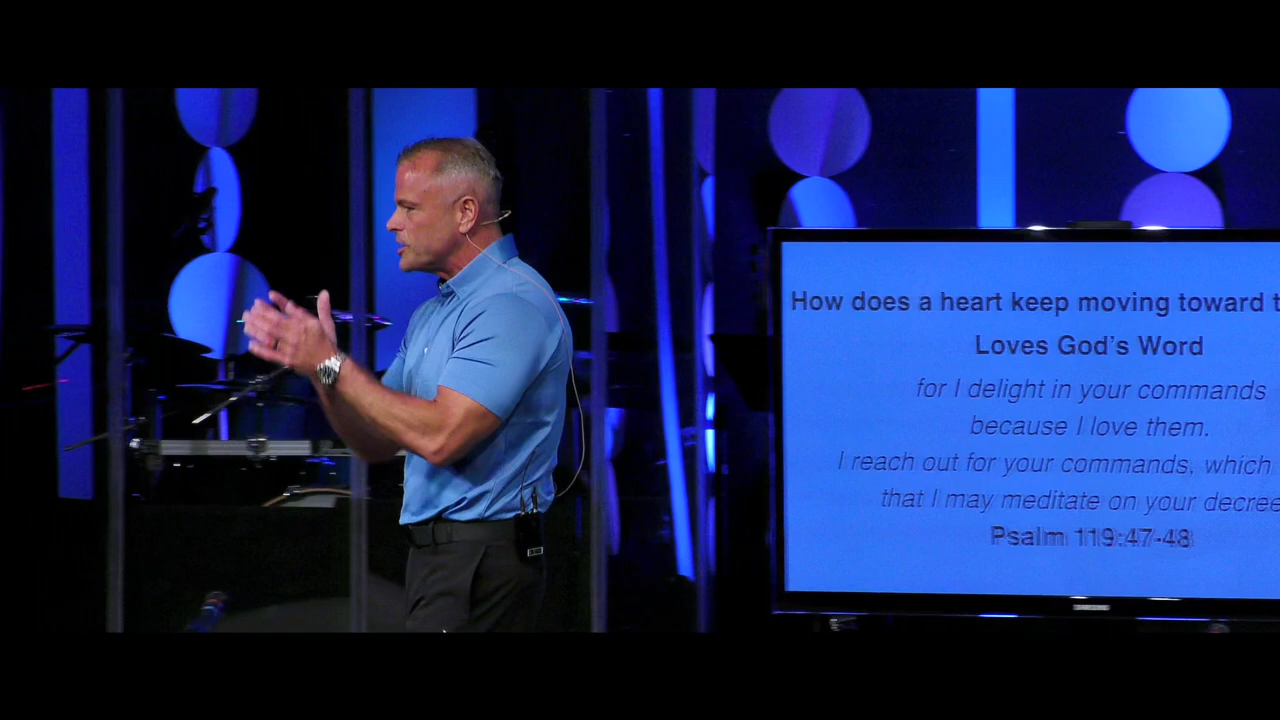 How does a heart keep moving toward
Loves God's Word
for I delight in your commands
because I love them.
I reach out for your commands, which
that I may meditate on your
Psalm 119:47-48
SAMSUNG